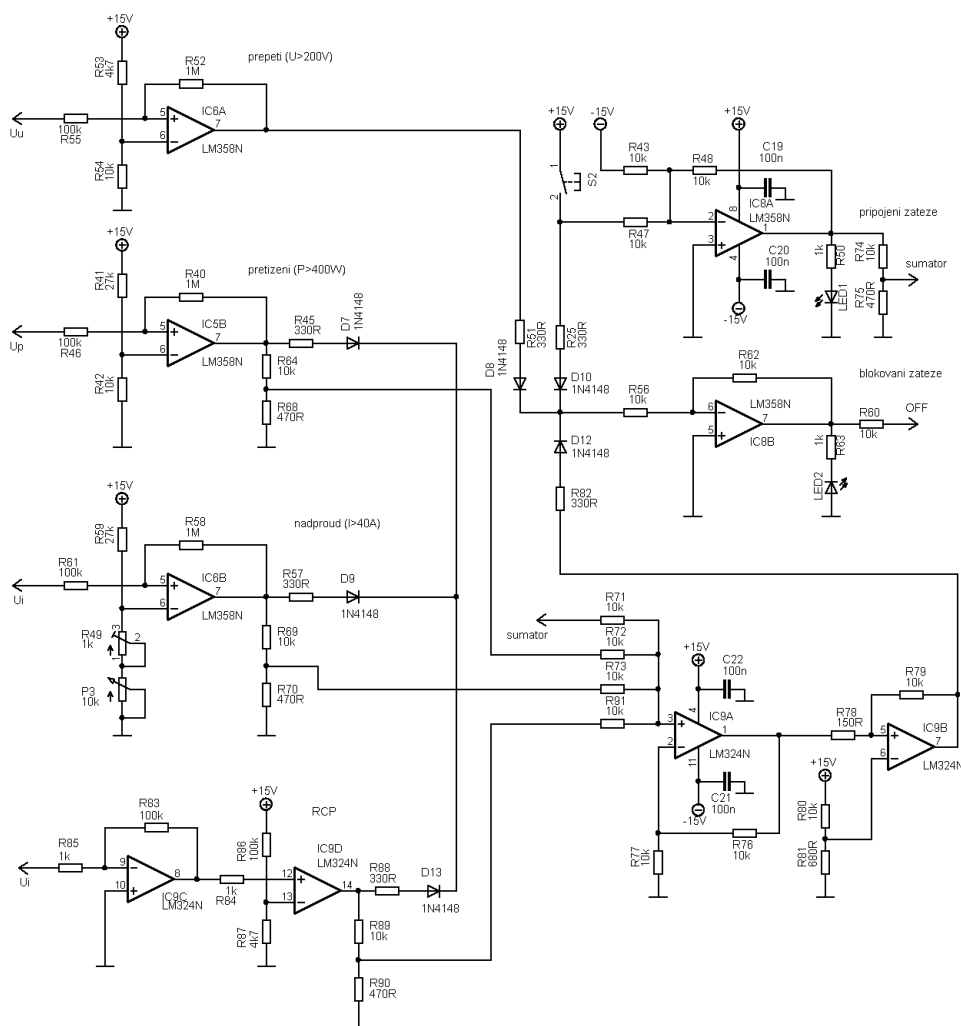 +15V
R53
4k7
prepeti (U>200V)
R52
1M
IC6A
5
6
7
LM358N
Uu
100k
R55
R54
10k
+15V
R41
27k
pretizeni (P>400W)
R40
1M
IC5B
5
6
7
LM358N
Up
100k
R46
R42
10k
R45
330R
D7
1N4148
R64
10k
R68
470R
+15V
R59
27k
nadproud (I>40A)
R58
1M
IC6B
5
6
7
LM358N
R61
100k
Ui
R49
1k
3
2
1
P3
10k
R57
330R
D9
1N4148
R69
10k
R70
470R
R83
100k
R85
1k
Ui
9
10
8
IC9C
LM324N
1k
R84
+15V
R86
100k
R87
4k7
RCP
IC9D
LM324N
12
13
14
R88
330R
D13
1N4148
R89
10k
R90
470R
+15V
-15V
1
2
S2
R43
10k
R48
10k
R47
10k
+15V
C19
100n
8
IC8A
LM358N
2
3
1
4
C20
100n
-15V
pripojeni zateze
1k
R50
LED1
R74
10k
sumator
R75
470R
D8
1N4148
R51
330R
R25
330R
D10
1N4148
D12
1N4148
R82
330R
R56
10k
R62
10k
LM358N
6
5
7
IC8B
blokovani zateze
R60
10k
OFF
1k
R63
LED2
sumator
R71
10k
R72
10k
R73
10k
R91
10k
+15V
C22
100n
4
IC9A
3
2
1
LM324N
11
C21
100n
-15V
R77
10k
R76
10k
R78
150R
R79
10k
IC9B
5
6
7
LM324N
+15V
R80
10k
R81
680R